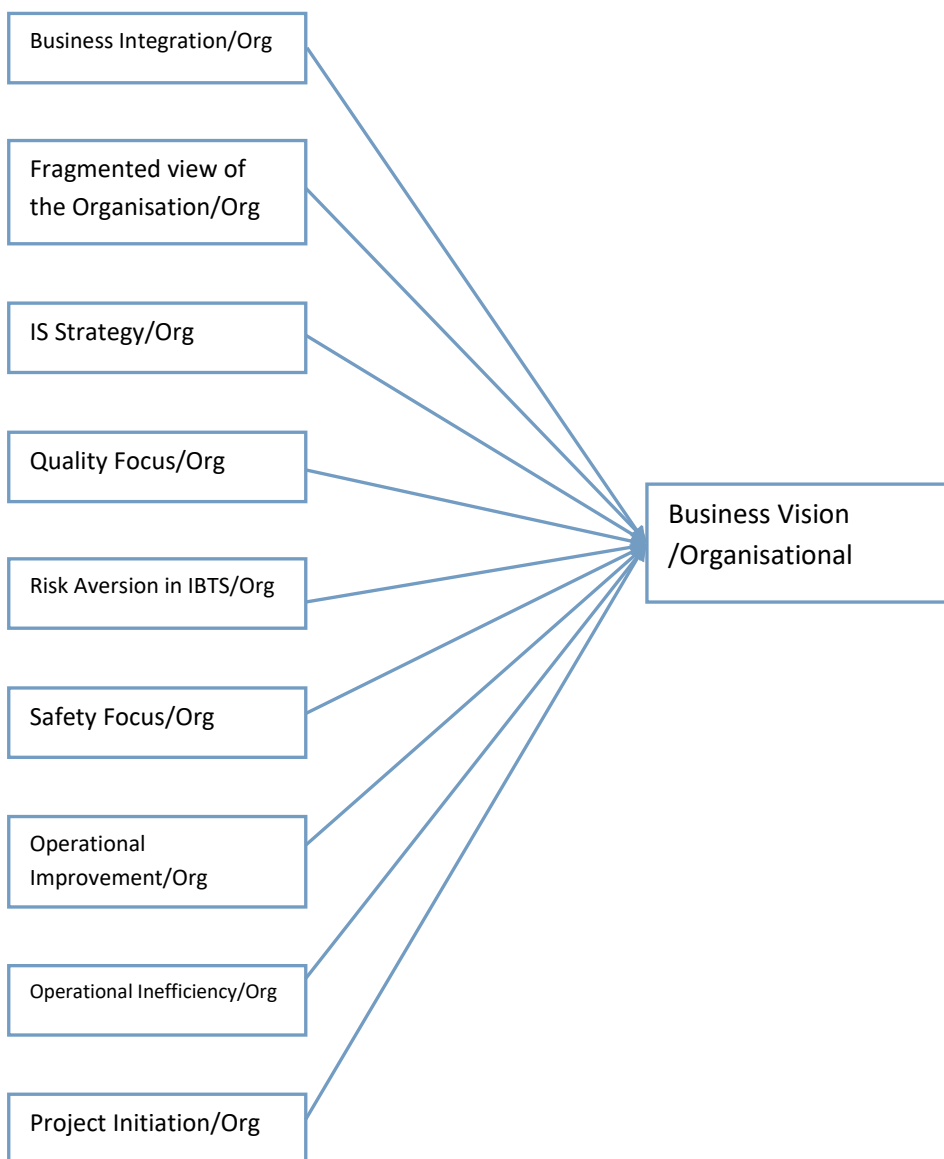 Business Integration/Org
Fragmented view of
the Organisation/Org
IS Strategy/Org
Quality Focus/Org
Business Vision
/Organisational
Risk Aversion in IBTS/Org
Safety Focus/Org
Operational
Improvement/Org
Operational Inefficiency/Org
Project Initiation/Org